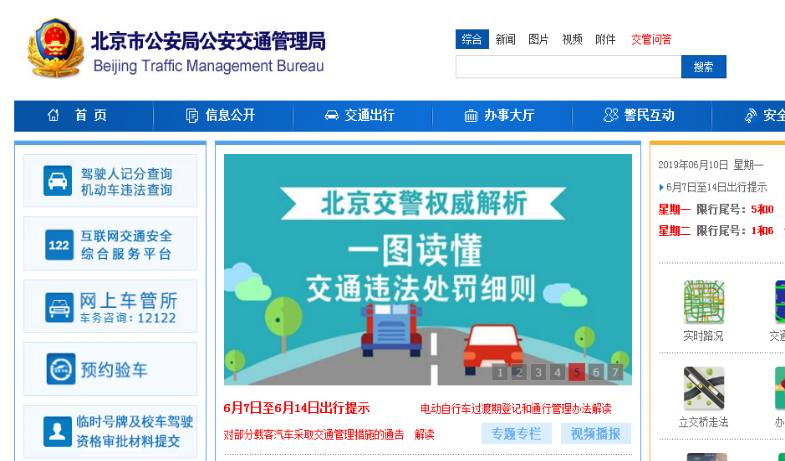 北京市公安局公安交通管理局
Beijing Traffic Management Bureau
综合 新闻 图片 视频 附件 交管问答
搜索
首 页 信息公开 交通出行 办事大厅 警民互动 安全
驾驶人记分查询
机动车违法查询
122 互联网交通安全
综合服务平台
网上车管所
车务咨询：12122
预约验车
临时号牌及校车驾驶
资格审批材料提交
北京交警权威解析
一图读懂
交通违法处罚细则
1 2 3 4 5 6 7
6月7日至6月14日出行提示
电动自行车过渡期登记和通行管理办法解读
对部分载客汽车采取交通管理措施的通告 解读
专题专栏 视频播报
2019年06月10日 星期一
6月7日至14日出行提示
星期一 限行尾号：5和0
星期二 限行尾号：1和6
实时路况
立交桥走法